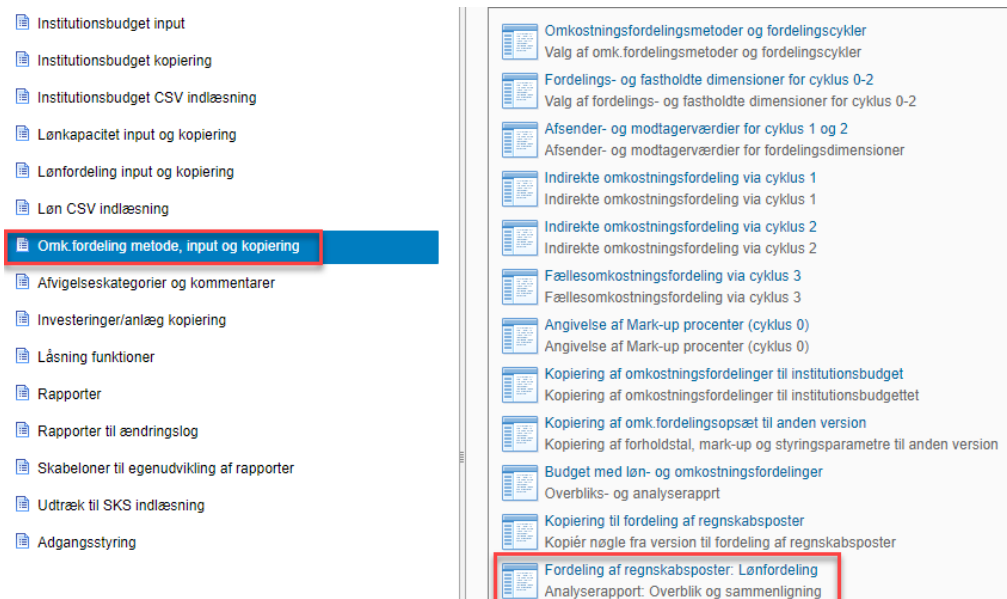 Institutionsbudget input
Institutionsbudget kopiering
Institutionsbudget CSV indlæsning
Lønkapacitet input og kopiering
Lønfordeling input og kopiering
Løn CSV indlæsning
Omk.fordeling metode, input og kopiering
Afvigelseskategorier og kommentarer
Investeringer/anlæg kopiering
Låsning funktioner
Rapporter
Rapporter til ændringslog
Skabeloner til egenudvikling af rapporter
Udtræk til SKS indlæsning
Adgangsstyring
Omkostningsfordelingsmetoder og fordelingscykler
Valg af omk.fordelingsmetoder og fordelingscykler
Fordelings- og fastholdte dimensioner for cyklus 0-2
Valg af fordelings- og fastholdte dimensioner for cyklus 0-2
Afsender- og modtagerværdier for cyklus 1 og 2
Afsender- og modtagerværdier for fordelingsdimensioner
Indirekte omkostningsfordeling via cyklus 1
Indirekte omkostningsfordeling via cyklus 1
Indirekte omkostningsfordeling via cyklus 2
Indirekte omkostningsfordeling via cyklus 2
Fællesomkostningsfordeling via cyklus 3
Fællesomkostningsfordeling via cyklus 3
Angivelse af Mark-up procenter (cyklus 0)
Angivelse af Mark-up procenter (cyklus 0)
Kopiering af omkostningsfordelinger til institutionsbudget
Kopiering af omkostningsfordelinger til institutionsbudgettet
Kopiering af omk.fordelingsopsæt til anden version
Kopiering af forholdstal, mark-up og styringsparametre til anden version
Budget med løn- og omkostningsfordelinger
Overbliks- og analyserapprt
Kopiering til fordeling af regnskabsposter
Kopiér nøgle fra version til fordeling af regnskabsposter
Fordeling af regnskabsposter: Lønfordeling
Analyserapport: Overblik og sammenligning